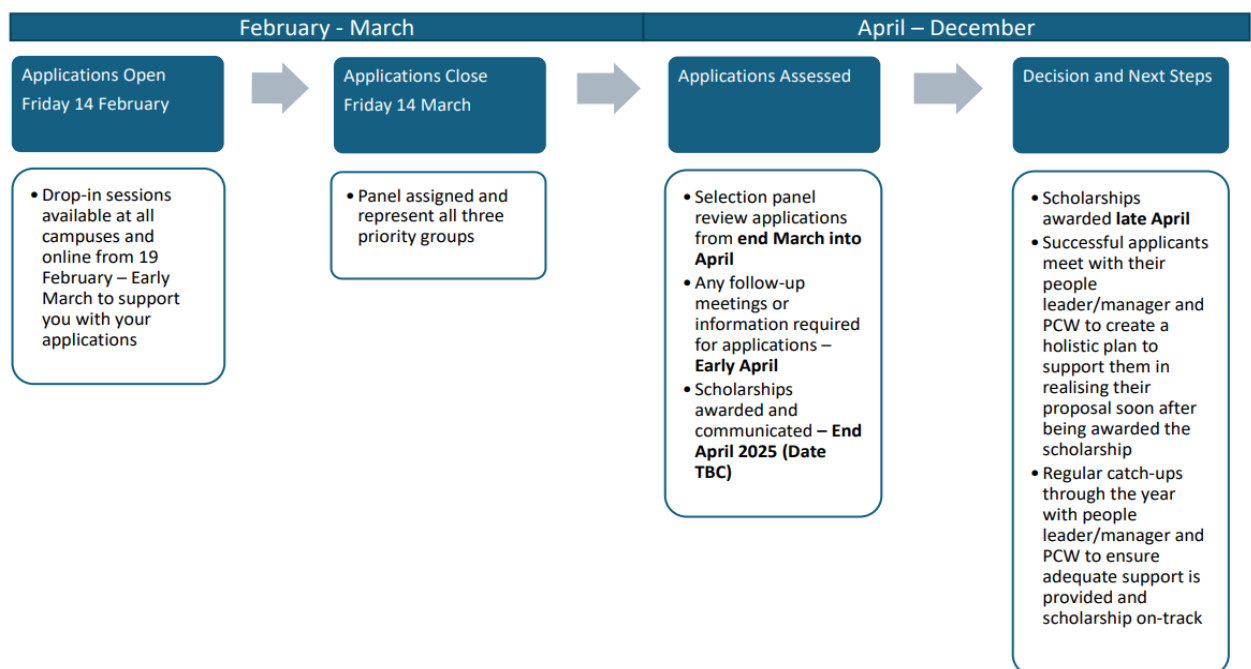 February - March
April – December
Applications Open
Friday 14 February
Applications Close
Friday 14 March
Applications Assessed
Decision and Next Steps
• Drop-in sessions
available at all
campuses and
online from 19
February – Early
March to support
you with your
applications
• Panel assigned and
represent all three
priority groups
• Selection panel
review applications
from end March into
April
• Any follow-up
meetings or
information required
for applications –
Early April
• Scholarships
awarded and
communicated – End
April 2025 (Date
TBC)
• Scholarships
awarded late April
• Successful applicants
meet with their
people
leader/manager and
PCW to create a
holistic plan to
support them in
realising their
proposal soon after
being awarded the
scholarship
• Regular catch-ups
through the year
with people
leader/manager and
PCW to ensure
adequate support is
provided and
scholarship on-track